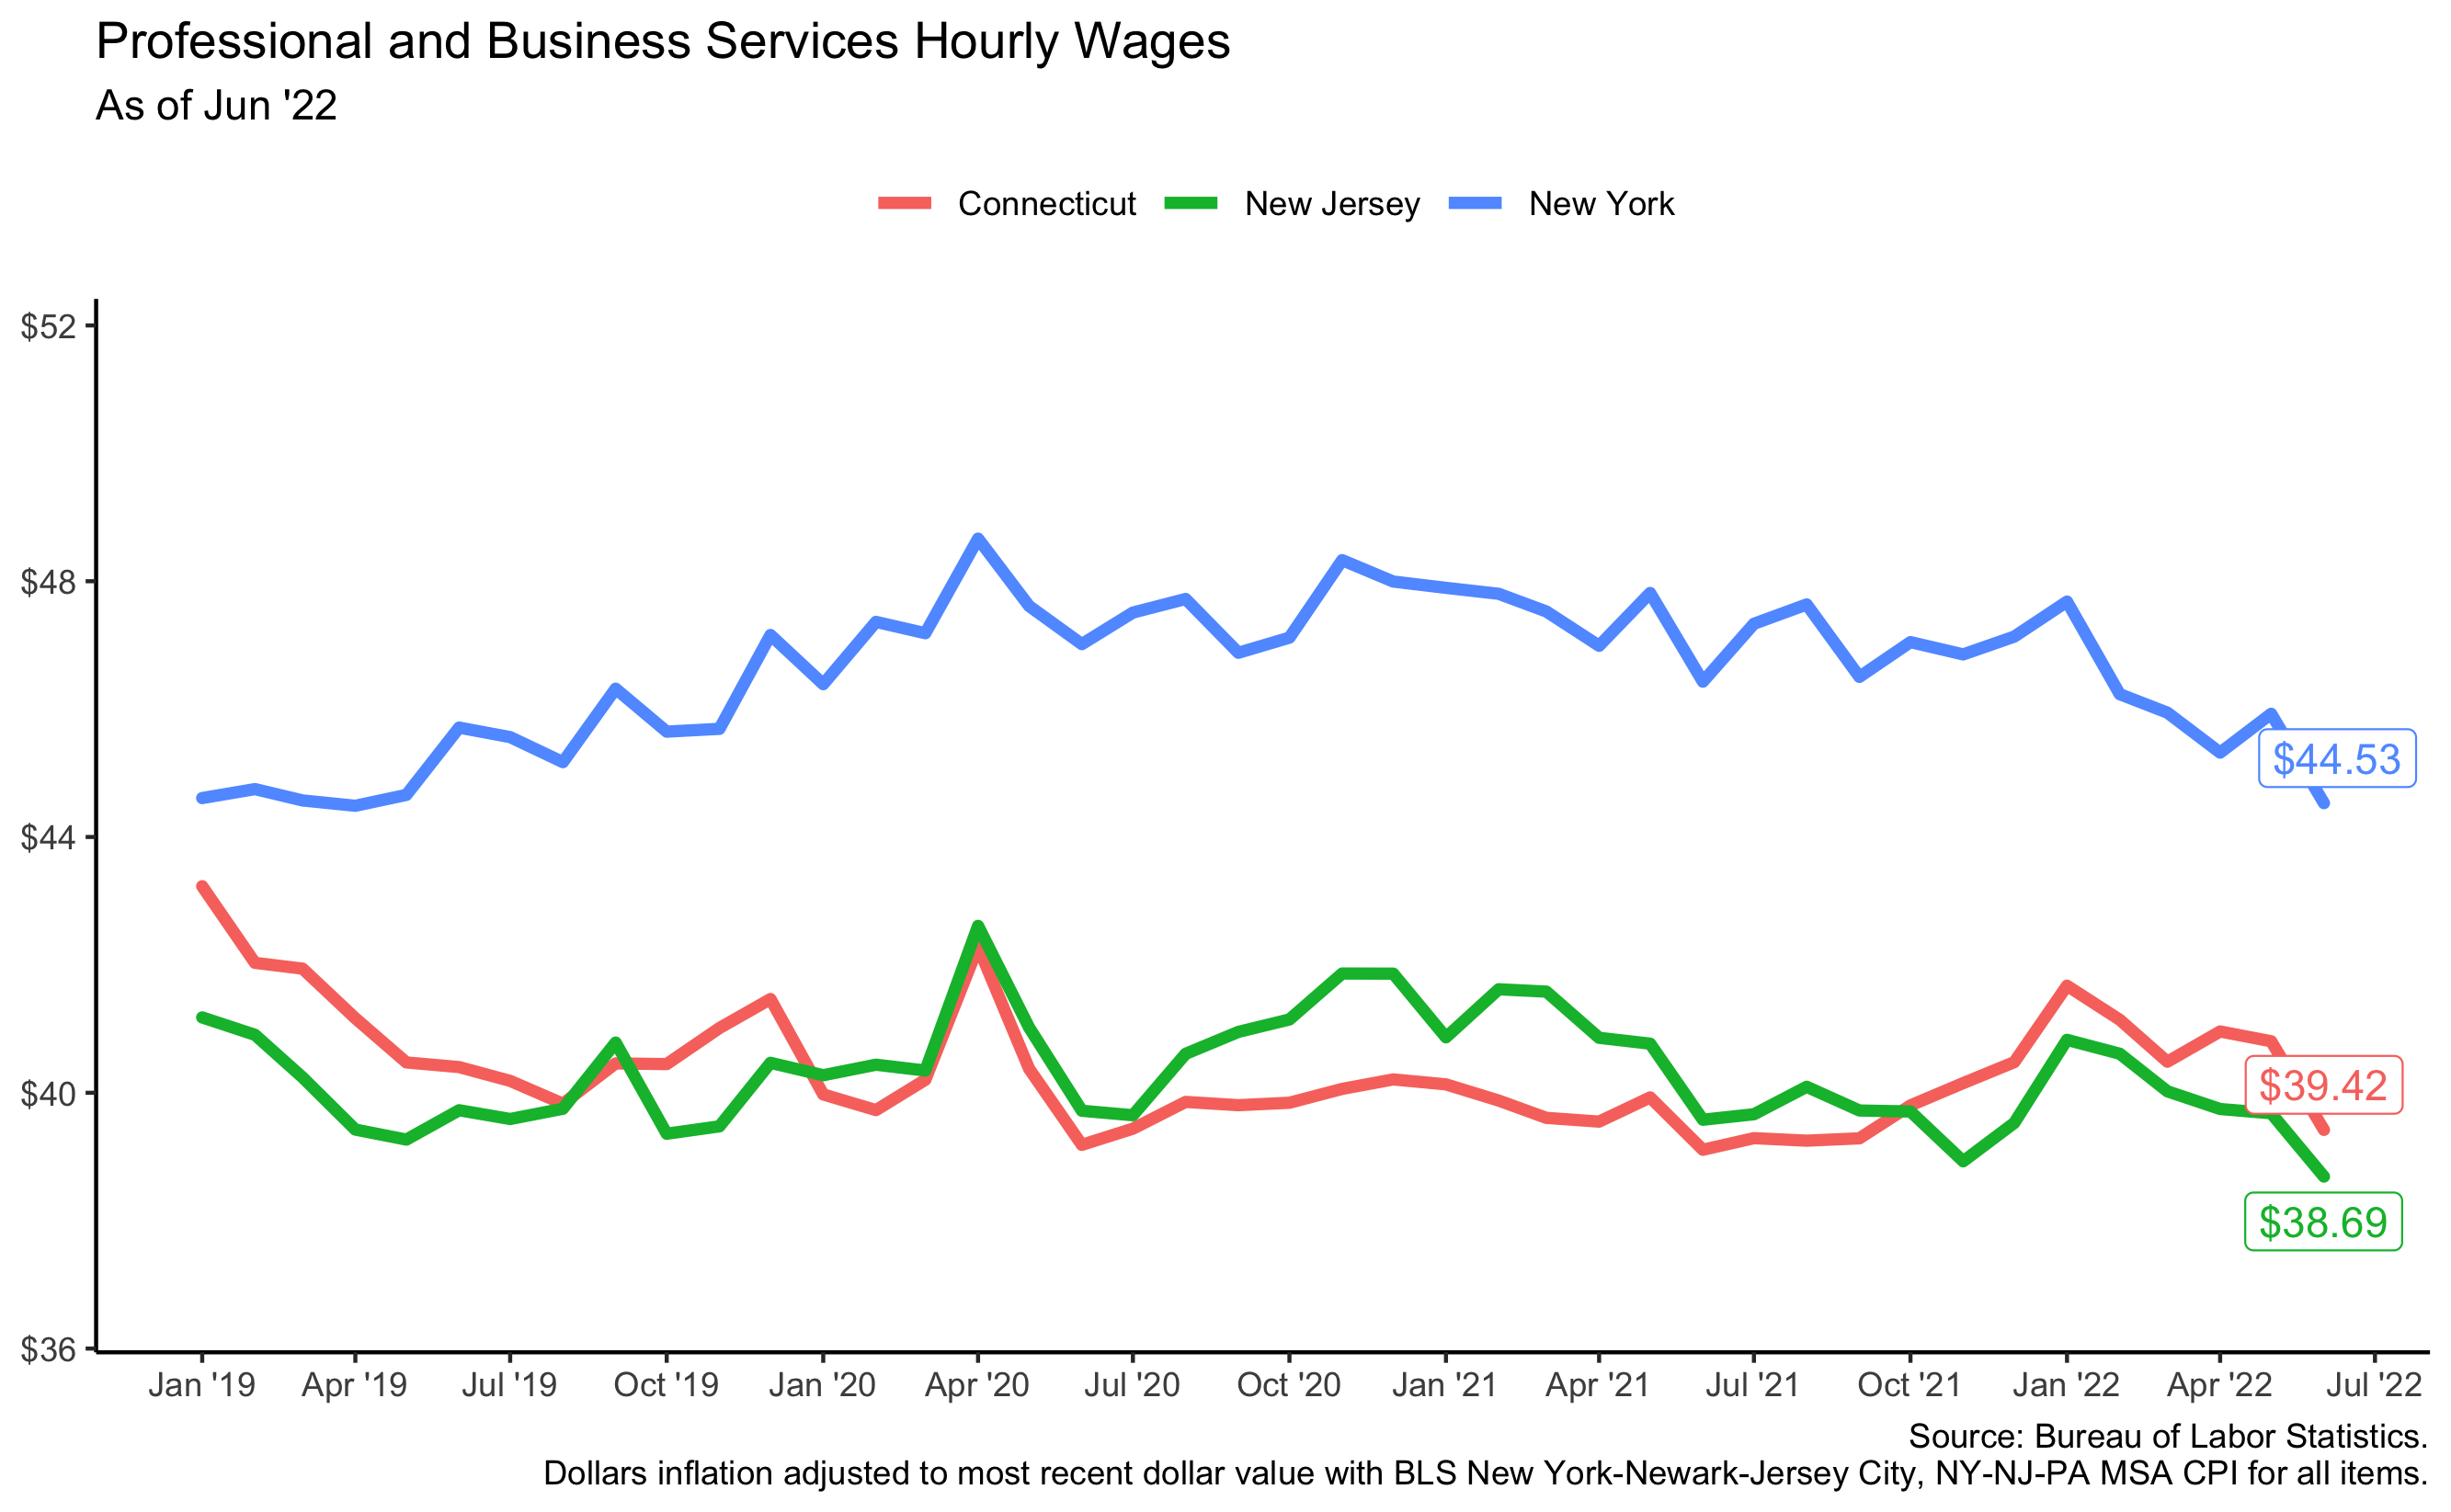 Professional and Business Services Hourly Wages
As of Jun '22
Connecticut New Jersey New York
$52
$48
$44
$40
$36
$44.53
$39.42
$38.69
Jan '19 Apr '19 Jul '19 Oct '19 Jan '20 Apr '20 Jul '20 Oct '20 Jan '21 Apr '21 Jul '21 Oct '21 Jan '22 Apr '22 Jul '22
Source: Bureau of Labor Statistics.
Dollars inflation adjusted to most recent dollar value with BLS New York-Newark-Jersey City, NY-NJ-PA MSA CPI for all items.